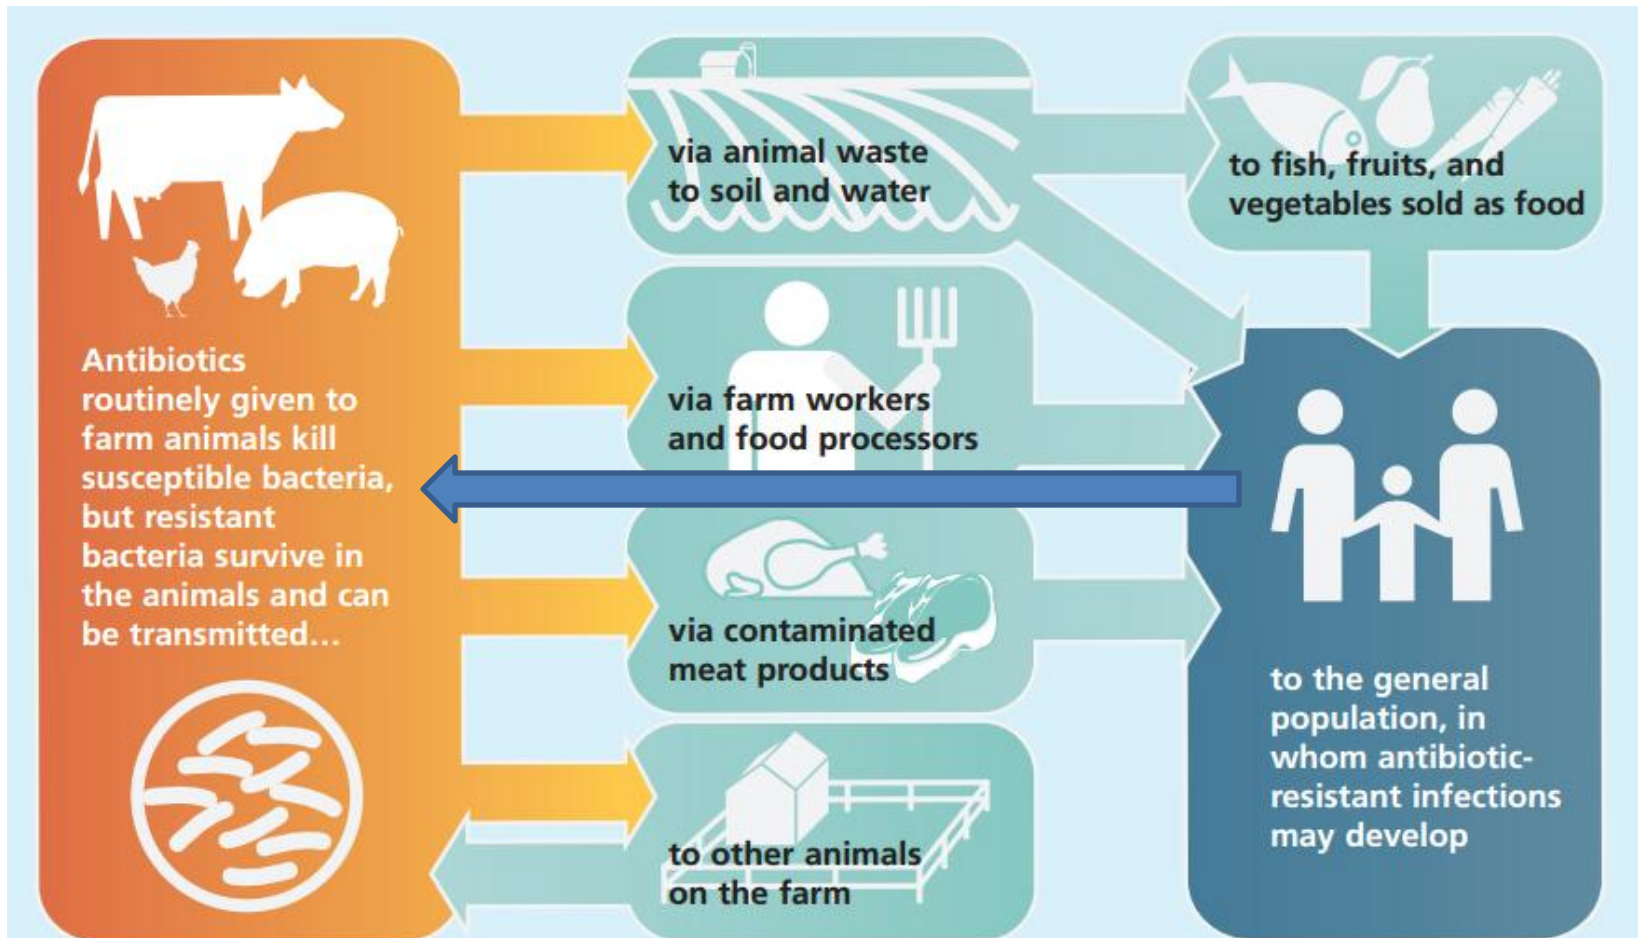 Antibiotics
routinely given to
farm animals kill
susceptible bacteria,
but resistant
bacteria survive in
the animals and can
be transmitted...
via animal waste
to soil and water
to fish, fruits, and
vegetables sold as food
via farm workers
and food processors
via contaminated
meat products
to other animals
on the farm
to the general
population, in
whom antibiotic-
resistant infections
may develop